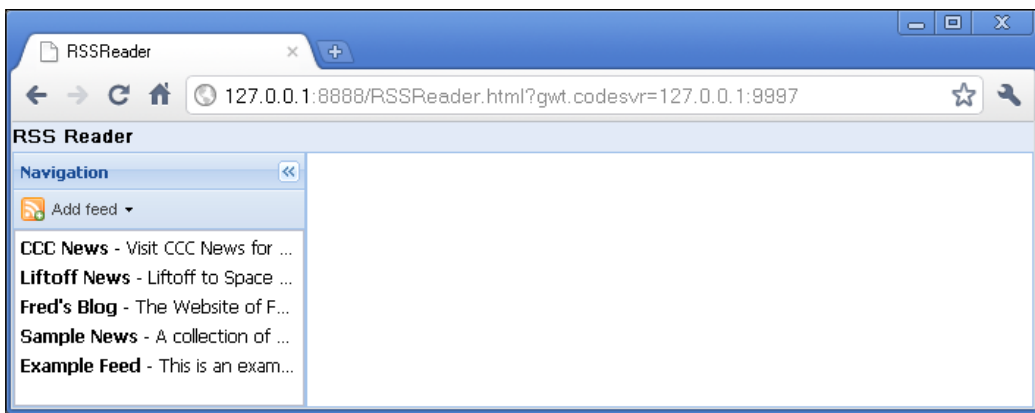 RSSReader
127.0.0.1:8888/RSSReader.html?gwt.codesvr=127.0.0.1:9997
RSS Reader
Navigation
Add feed
CCC News - Visit CCC News for ...
Liftoff News - Liftoff to Space ...
Fred's Blog - The Website of F...
Sample News - A collection of ...
Example Feed - This is an exam...